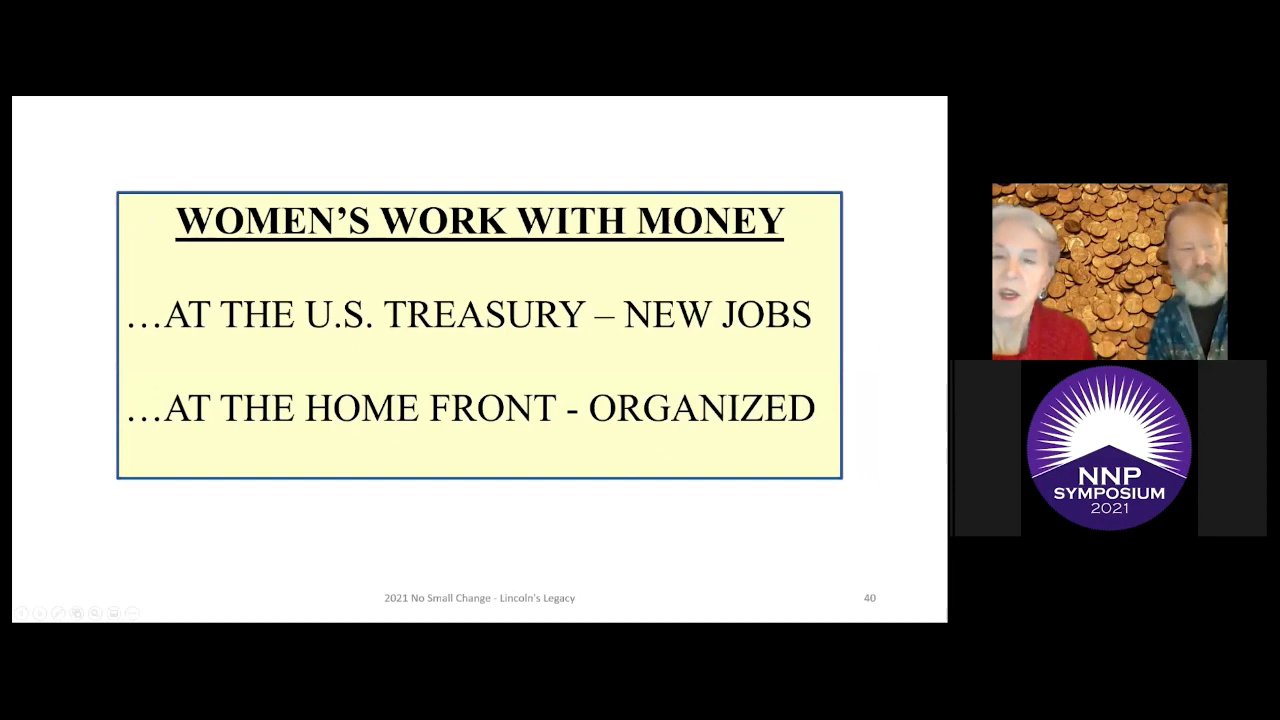 WOMEN’S WORK WITH MONEY
…AT THE U.S. TREASURY – NEW JOBS
…AT THE HOME FRONT - ORGANIZED
2021 No Small Change - Lincoln's Legacy
40
NNP
SYMPOSIUM
2021